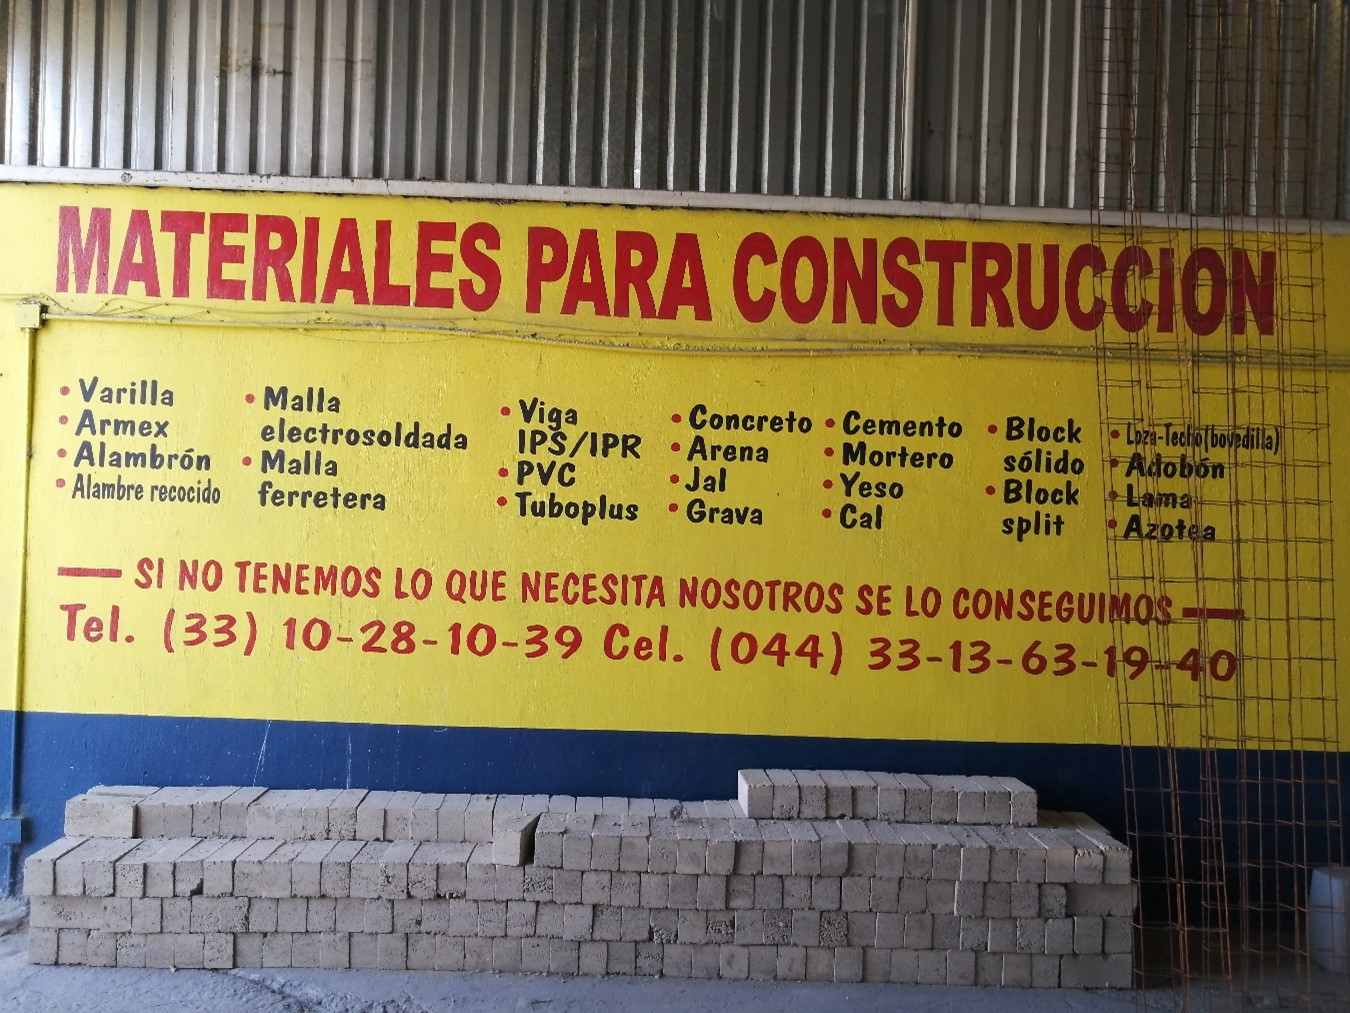 MATERIALES PARA CONSTRUCCION
• Varilla
• Armex
• Alambrón
• Alambre recocido
• Malla
electrosoldada
• Malla
ferretera
• Viga
IPS/IPR
• PVC
• Tuboplus
• Concreto
• Arena
• Jal
• Grava
• Cemento
• Mortero
• Yeso
• Cal
• Block
sólido
• Block
split
• Loza-Techo(bovedilla)
• Adobón
• Lama
• Azotea
— SI NO TENEMOS LO QUE NECESITA NOSOTROS SE LO CONSEGUIMOS —
Tel. (33) 10-28-10-39 Cel. (044) 33-13-63-19-40